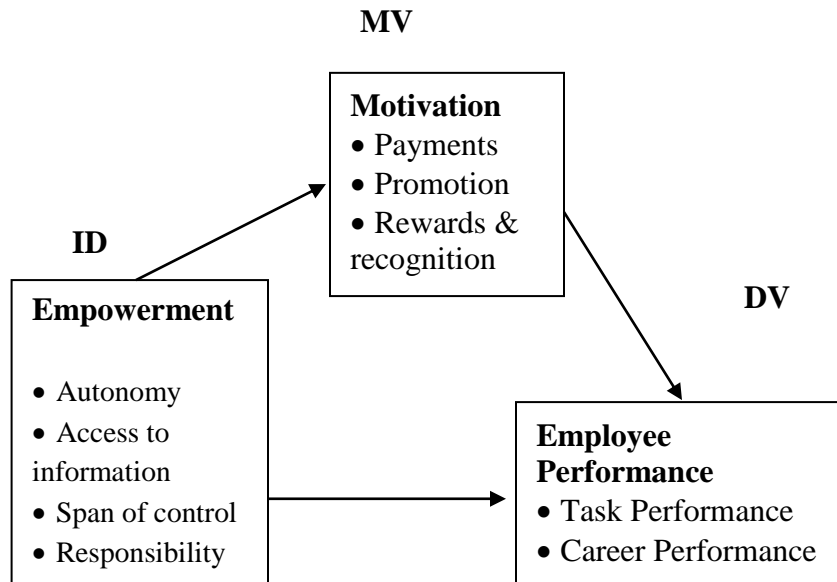 MV
Motivation
• Payments
• Promotion
• Rewards &
recognition
ID
Empowerment
• Autonomy
• Access to
information
• Span of control
• Responsibility
DV
Employee
Performance
• Task Performance
• Career Performance